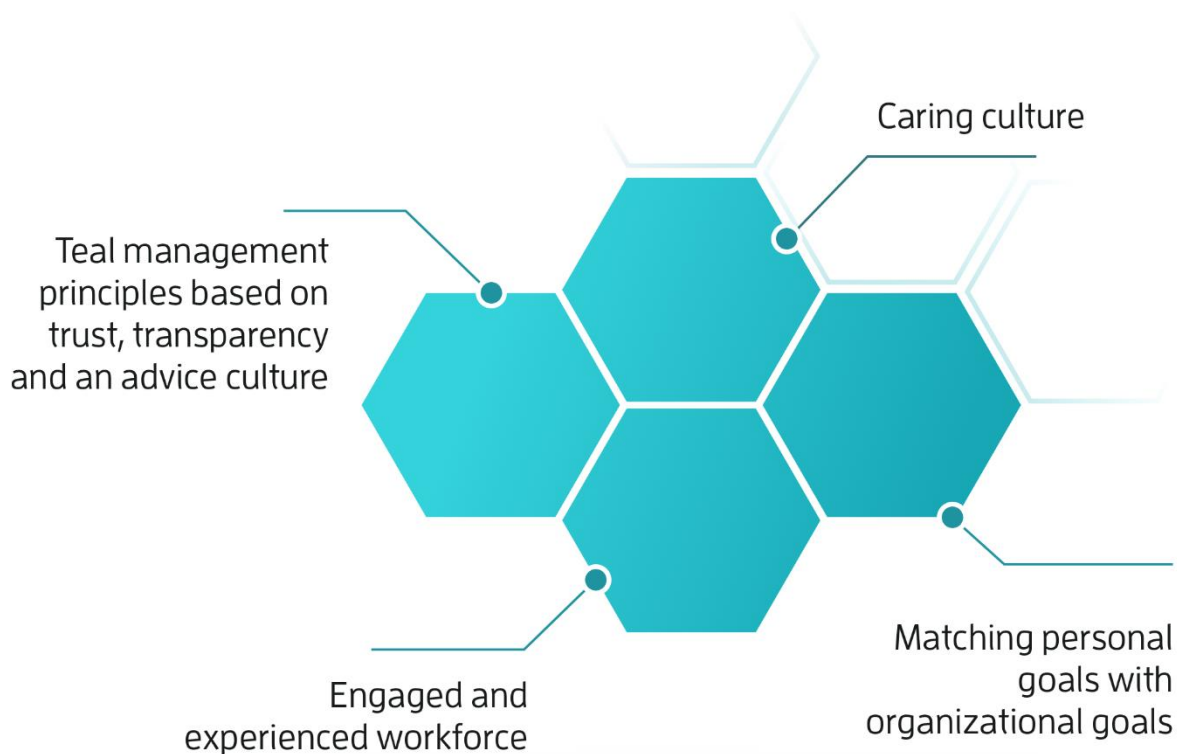 Caring culture
Teal management
principles based on
trust, transparency
and an advice culture
Matching personal
goals with
organizational goals
Engaged and
experienced workforce